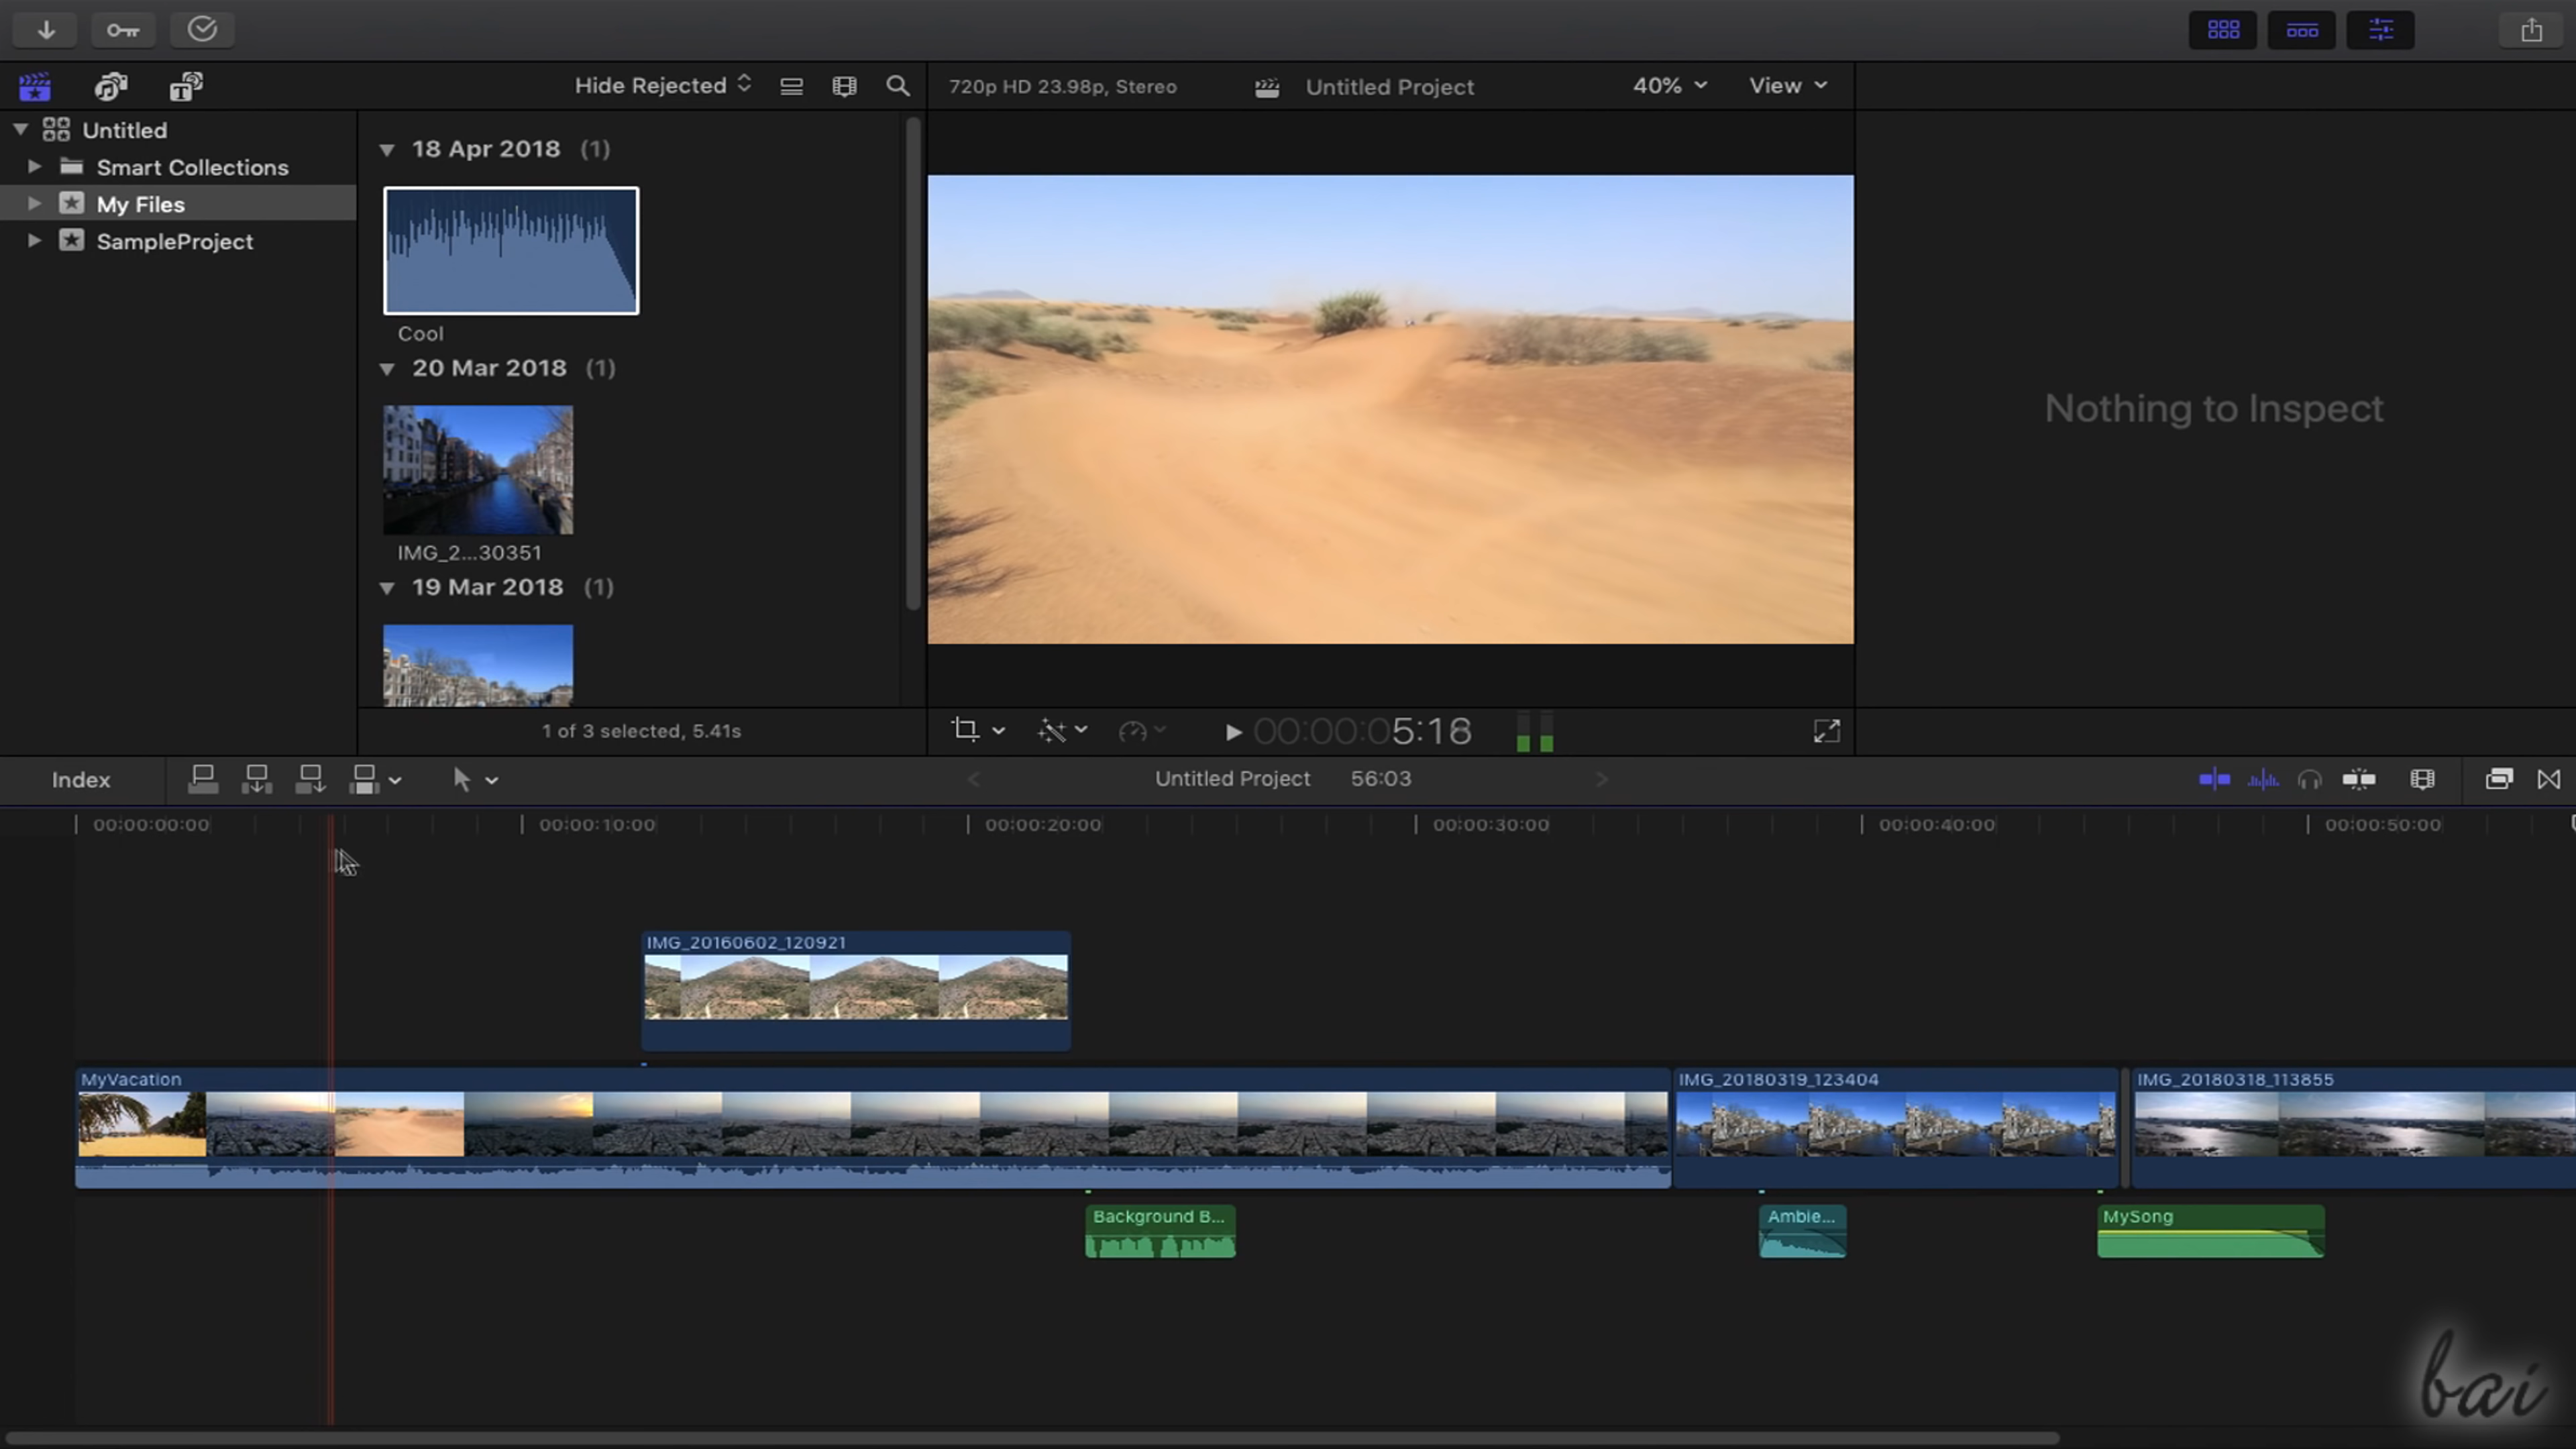 Hide Rejected
720p HD 23.98p, Stereo
Untitled Project
40%
View
Untitled
Smart Collections
My Files
SampleProject
18 Apr 2018 (1)
Cool
20 Mar 2018 (1)
IMG_2...30351
19 Mar 2018 (1)
1 of 3 selected, 5.41s
Nothing to Inspect
00:00:05:18
Index
Untitled Project
56:03
00:00:00:00
00:00:10:00
00:00:20:00
00:00:30:00
00:00:40:00
00:00:50:00
IMG_20160602_120921
MyVacation
IMG_20180319_123404
IMG_20180318_113855
Background B...
Ambie...
MySong
bai